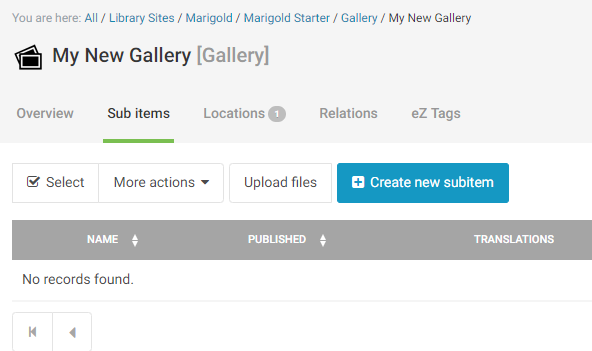 You are here: All / Library Sites / Marigold / Marigold Starter / Gallery / My New Gallery
My New Gallery [Gallery]
Overview Sub items Locations 1 Relations eZ Tags
Select More actions Upload files Create new subitem
NAME PUBLISHED TRANSLATIONS
No records found.